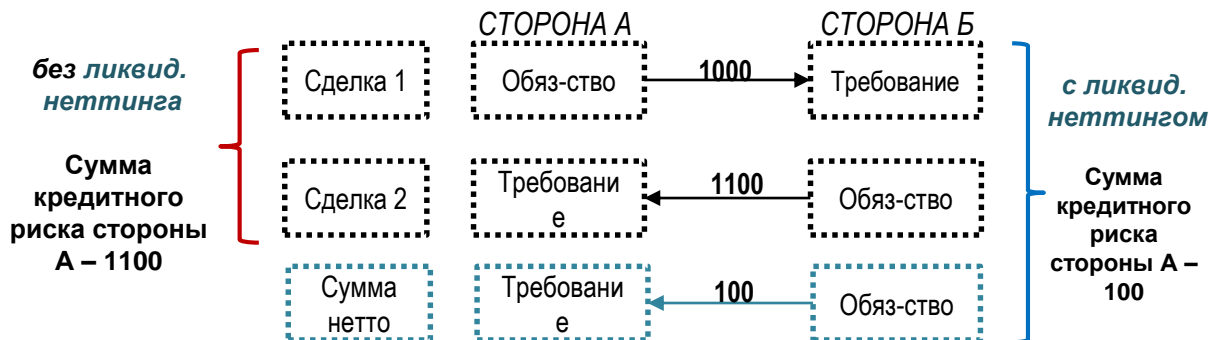 СТОРОНА А
СТОРОНА Б
без ликвид.
неттинга
Сумма
кредитного
риска стороны
А – 1100
Сделка 1
Обяз-ство
1000
Требование
Сделка 2
Требовани
е
1100
Обяз-ство
Сумма
нетто
Требовани
е
100
Обяз-ство
с ликвид.
неттингом
Сумма
кредитного
риска
стороны А –
100